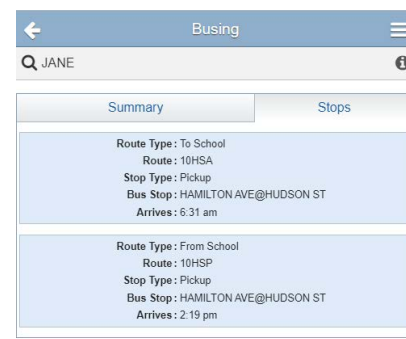 Busing
JANE
Summary Stops
Route Type: To School
Route: 10HSA
Stop Type: Pickup
Bus Stop: HAMILTON AVE@HUDSON ST
Arrives: 6:31 am
Route Type: From School
Route: 10HSP
Stop Type: Pickup
Bus Stop: HAMILTON AVE@HUDSON ST
Arrives: 2:19 pm